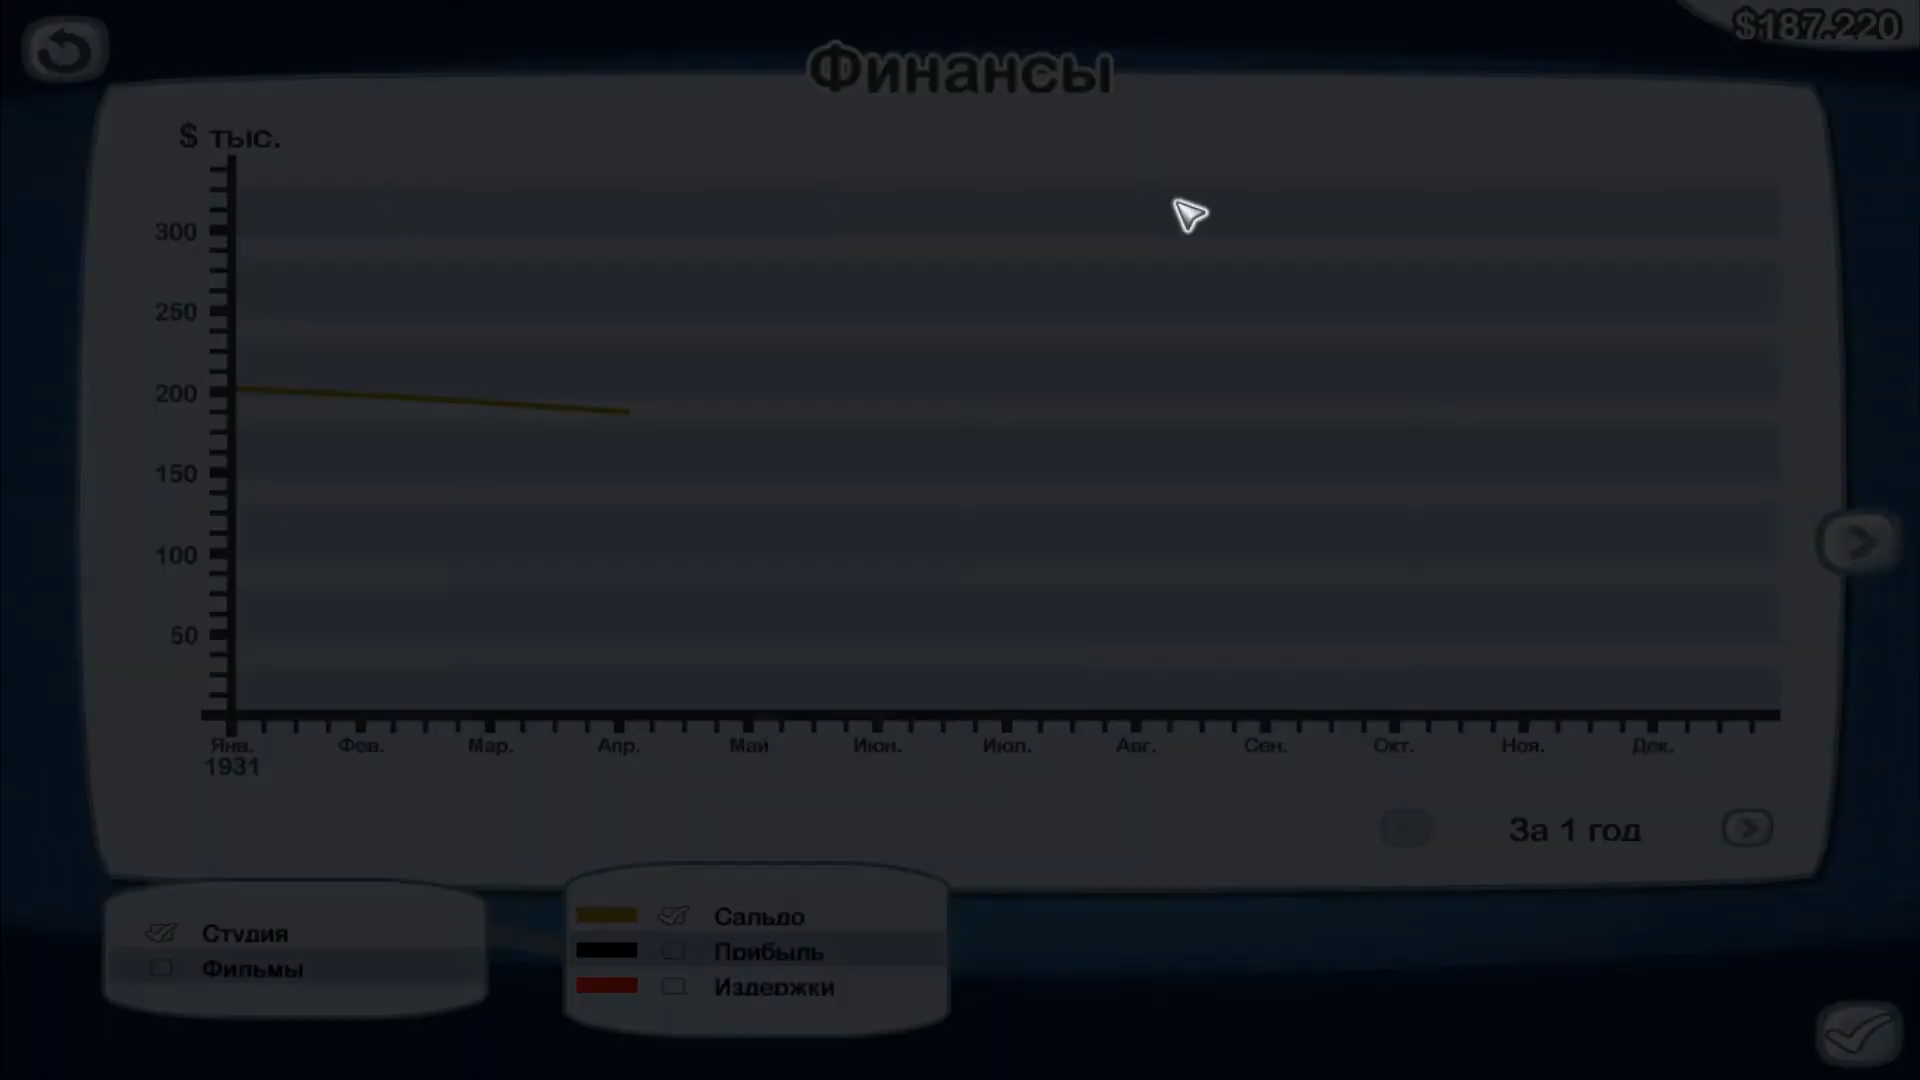 $187.220
Финансы
$ тыс.
300
250
200
150
100
50
Янв. Фев. Мар. Апр. Май Июн. Июл. Авг. Сен. Окт. Ноя. Дек.
1931
За 1 год
Студия
Фильмы
Сальдо
Прибыль
Издержки